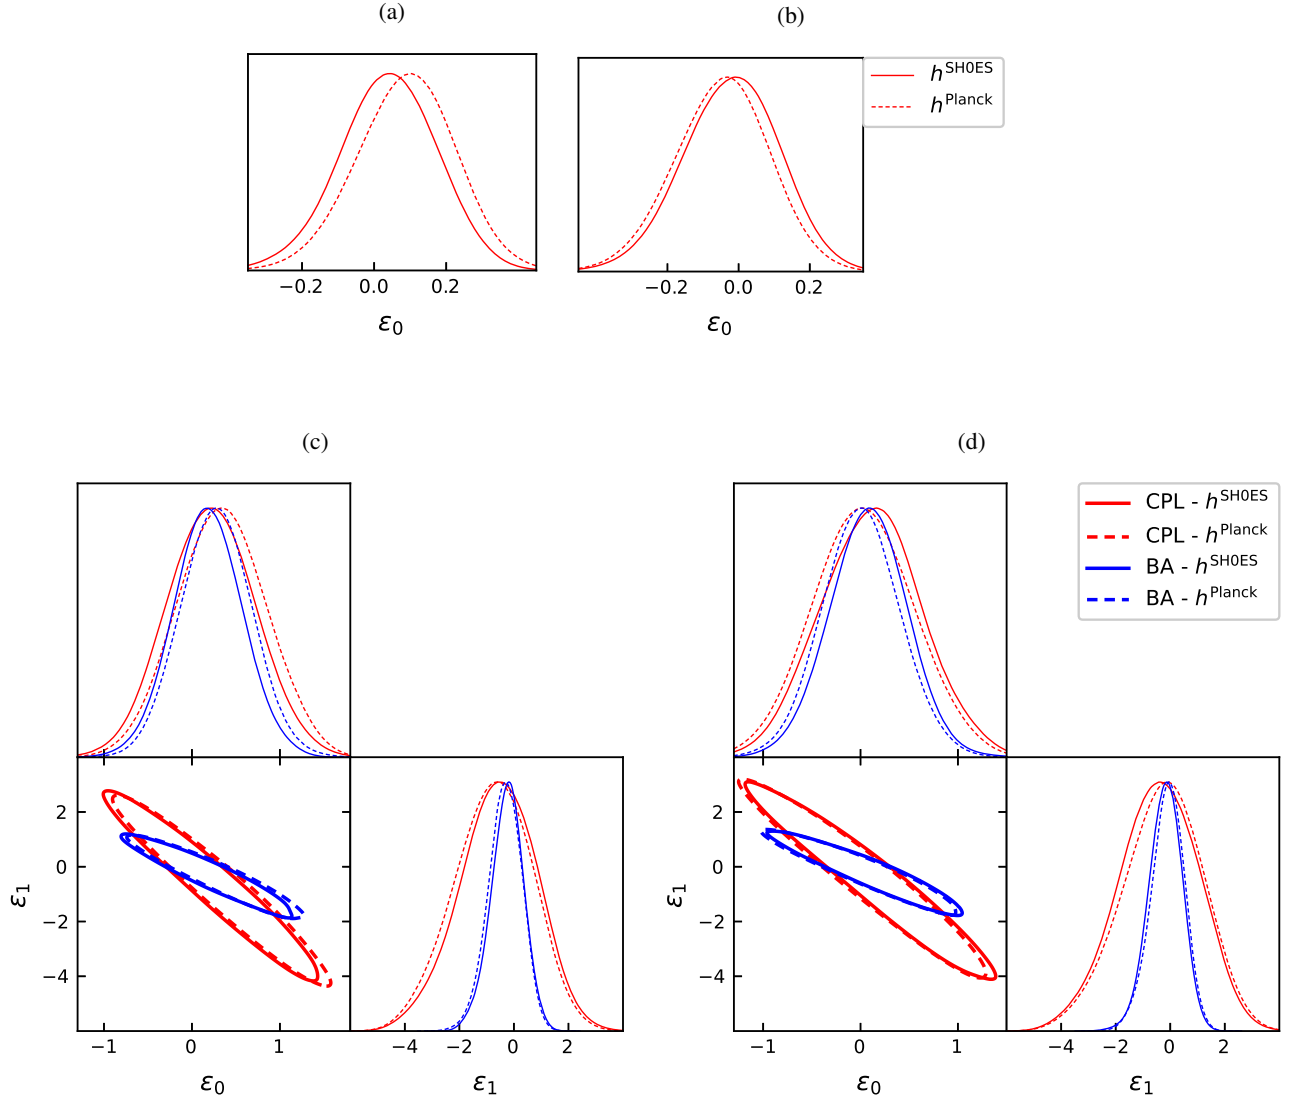 (a)
(b)
h^SH0ES
h^Planck
−0.2 0.0 0.2
ε₀
−0.2 0.0 0.2
ε₀
(c)
(d)
CPL - h^SH0ES
CPL - h^Planck
BA - h^SH0ES
BA - h^Planck
2
0
−2
−4
ε₁
−1 0 1
ε₀
−4 −2 0 2
ε₁
2
0
−2
−4
ε₁
−1 0 1
ε₀
−4 −2 0 2
ε₁